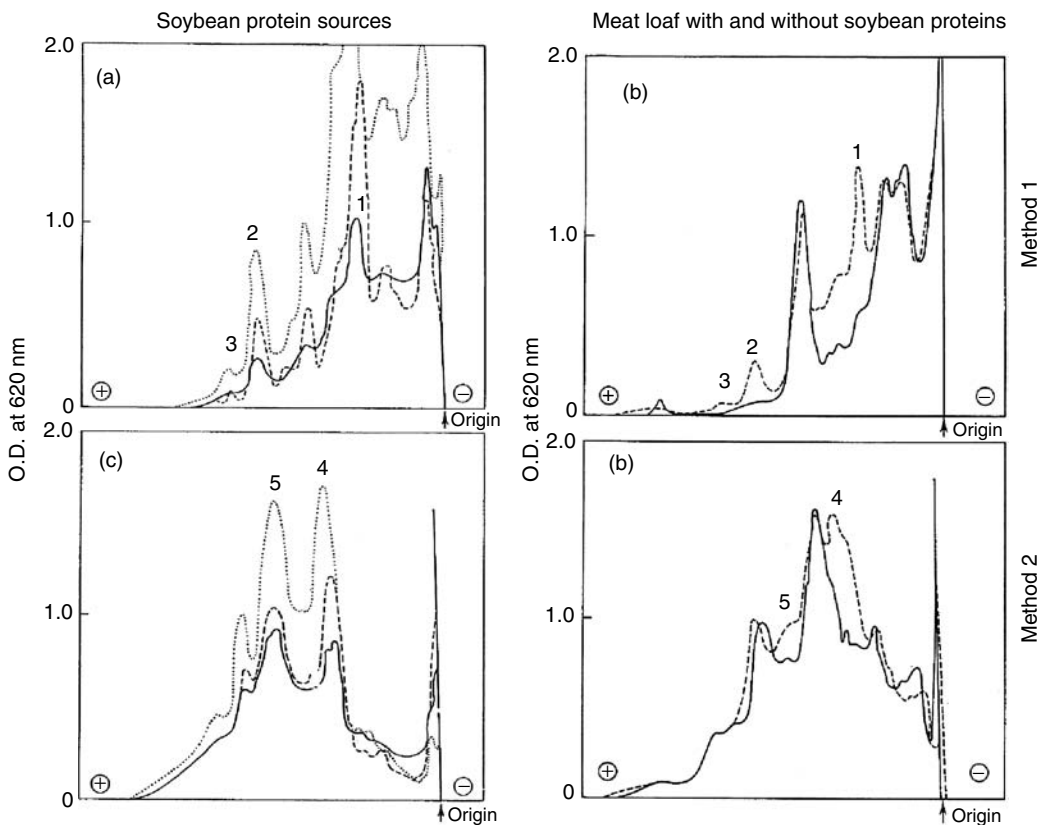 Soybean protein sources
Meat loaf with and without soybean proteins
2.0
(a)
1.0
2
1
3
0
⊕
⊖
Origin
O.D. at 620 nm
2.0
(b)
1
1.0
2
3
0
⊕
⊖
Origin
O.D. at 620 nm
Method 1
2.0
(c)
5
4
1.0
0
⊕
⊖
Origin
2.0
(b)
4
5
1.0
0
⊕
⊖
Origin
Method 2